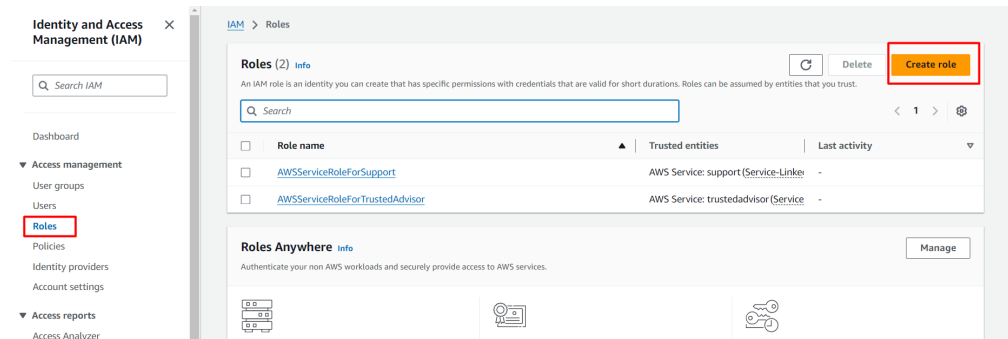 Identity and Access
Management (IAM)
Search IAM
Dashboard
Access management
User groups
Users
Roles
Policies
Identity providers
Account settings
Access reports
Access Analyzer
IAM > Roles
Roles (2) Info
Delete
Create role
An IAM role is an identity you can create that has specific permissions with credentials that are valid for short durations. Roles can be assumed by entities that you trust.
Search
< 1 >
Role name Trusted entities Last activity
AWSServiceRoleForSupport AWS Service: support (Service-Linked -
AWSServiceRoleForTrustedAdvisor AWS Service: trustedadvisor (Service -
Roles Anywhere Info
Manage
Authenticate your non AWS workloads and securely provide access to AWS services.